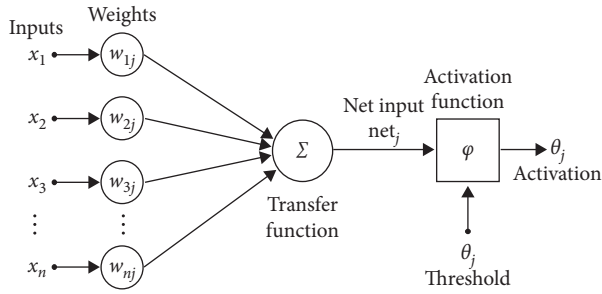 Inputs
Weights
x1
w1j
x2
w2j
x3
w3j
⋮ ⋮
⋮
xn
wnj
Σ
Transfer
function
Net input
netj
Activation
function
φ
θj
Activation
θj
Threshold